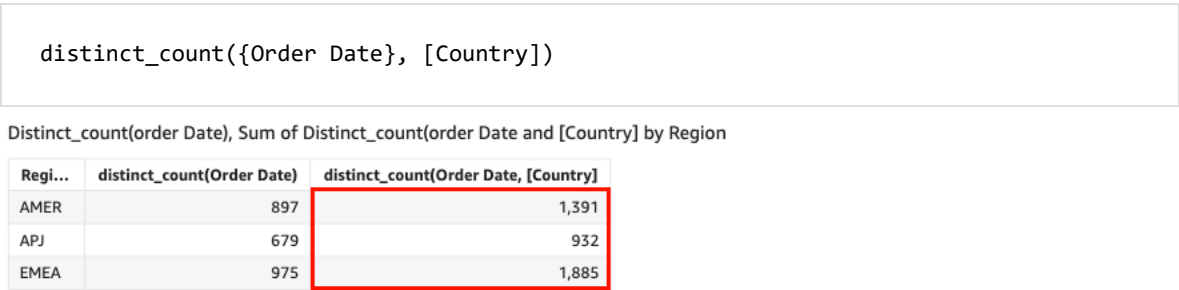 distinct_count({Order Date}, [Country])
Distinct_count(order Date), Sum of Distinct_count(order Date and [Country] by Region
Regi... distinct_count(Order Date) distinct_count(Order Date, [Country]
AMER 897 1,391
APJ 679 932
EMEA 975 1,885